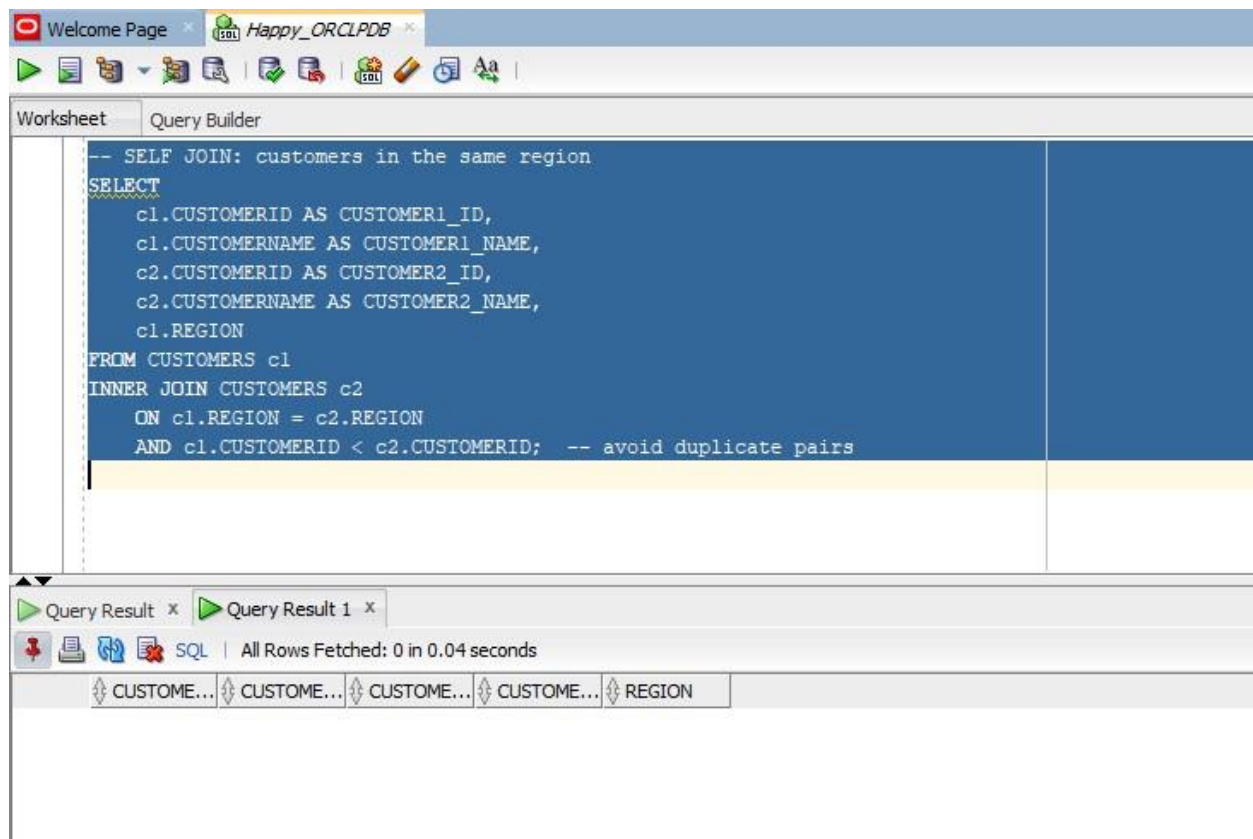 Welcome Page
Happy_ORCLPDB
Worksheet
Query Builder
-- SELF JOIN: customers in the same region
SELECT
c1.CUSTOMERID AS CUSTOMER1_ID,
c1.CUSTOMERNAME AS CUSTOMER1_NAME,
c2.CUSTOMERID AS CUSTOMER2_ID,
c2.CUSTOMERNAME AS CUSTOMER2_NAME,
c1.REGION
FROM CUSTOMERS c1
INNER JOIN CUSTOMERS c2
ON c1.REGION = c2.REGION
AND c1.CUSTOMERID < c2.CUSTOMERID;  -- avoid duplicate pairs
Query Result x Query Result 1 x
SQL | All Rows Fetched: 0 in 0.04 seconds
CUSTOME... CUSTOME... CUSTOME... CUSTOME... REGION